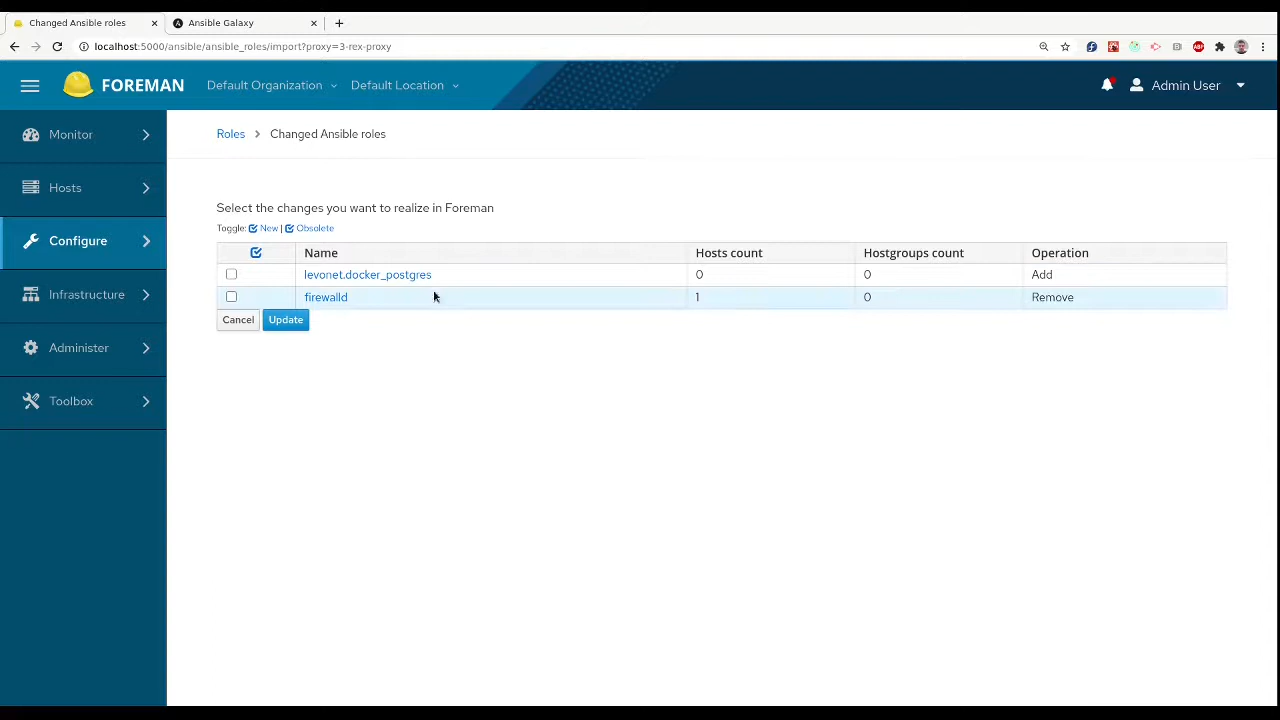 Changed Ansible roles
Ansible Galaxy
localhost:5000/ansible/ansible_roles/import?proxy=3-rex-proxy
FOREMAN
Default Organization
Default Location
Admin User
Monitor
Hosts
Configure
Infrastructure
Administer
Toolbox
Roles > Changed Ansible roles
Select the changes you want to realize in Foreman
Toggle: New | Obsolete
Name Hosts count Hostgroups count Operation
levonet.docker_postgres 0 0 Add
firewalld 1 0 Remove
Cancel Update